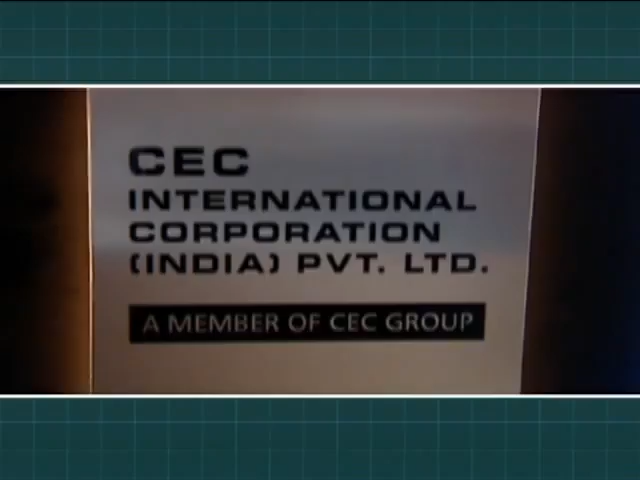 CEC
INTERNATIONAL
CORPORATION
(INDIA) PVT. LTD.
A MEMBER OF CEC GROUP